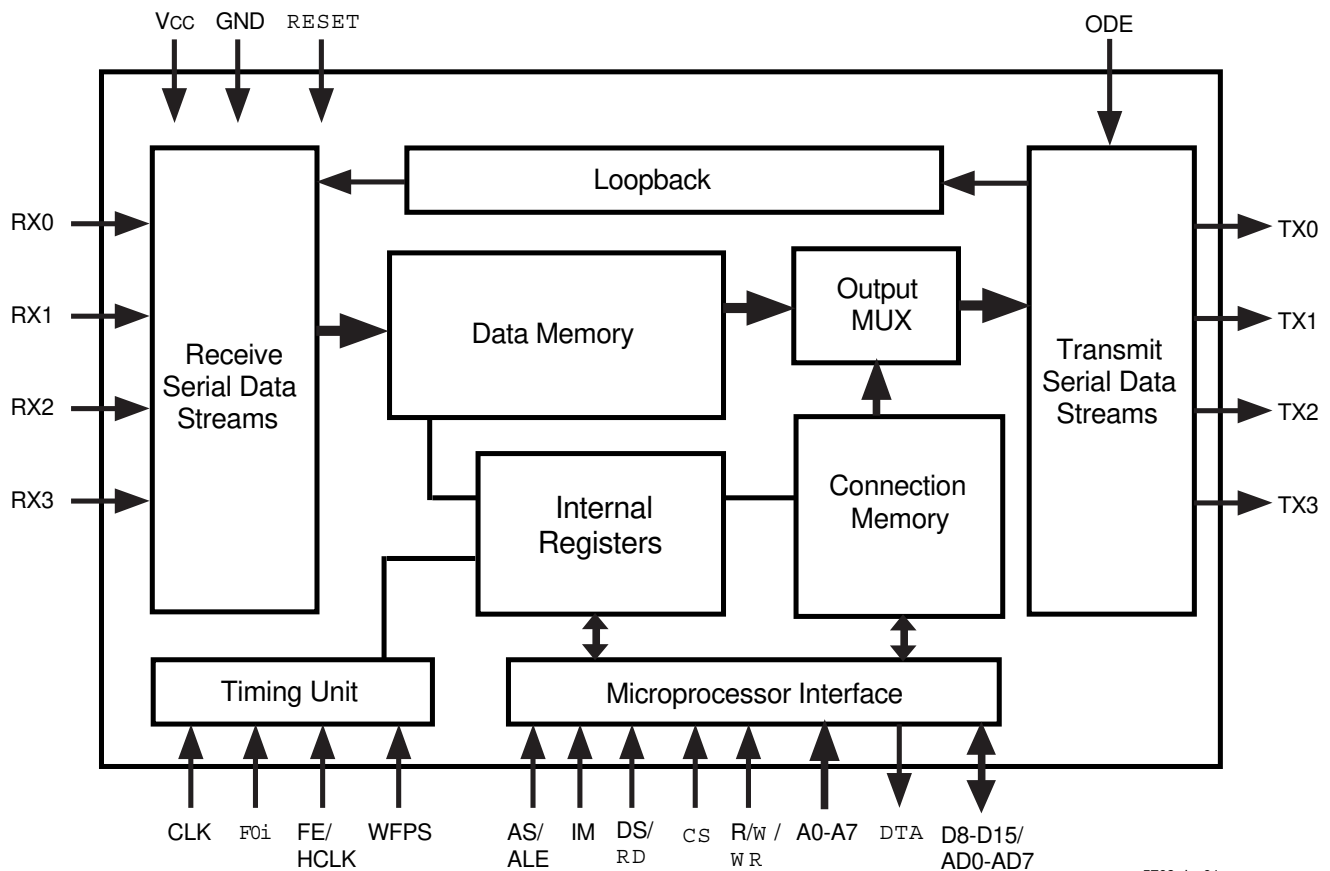 Vcc GND RESET ODE
Loopback
RX0
RX1
RX2
RX3
Receive
Serial Data
Streams
Data Memory
Output
MUX
Transmit
Serial Data
Streams
TX0
TX1
TX2
TX3
Internal
Registers
Connection
Memory
Timing Unit
Microprocessor Interface
CLK
F0i
FE/
HCLK
WFPS
AS/
ALE
IM
DS/
RD
CS
R/W /
WR
A0-A7
DTA
D8-D15/
AD0-AD7